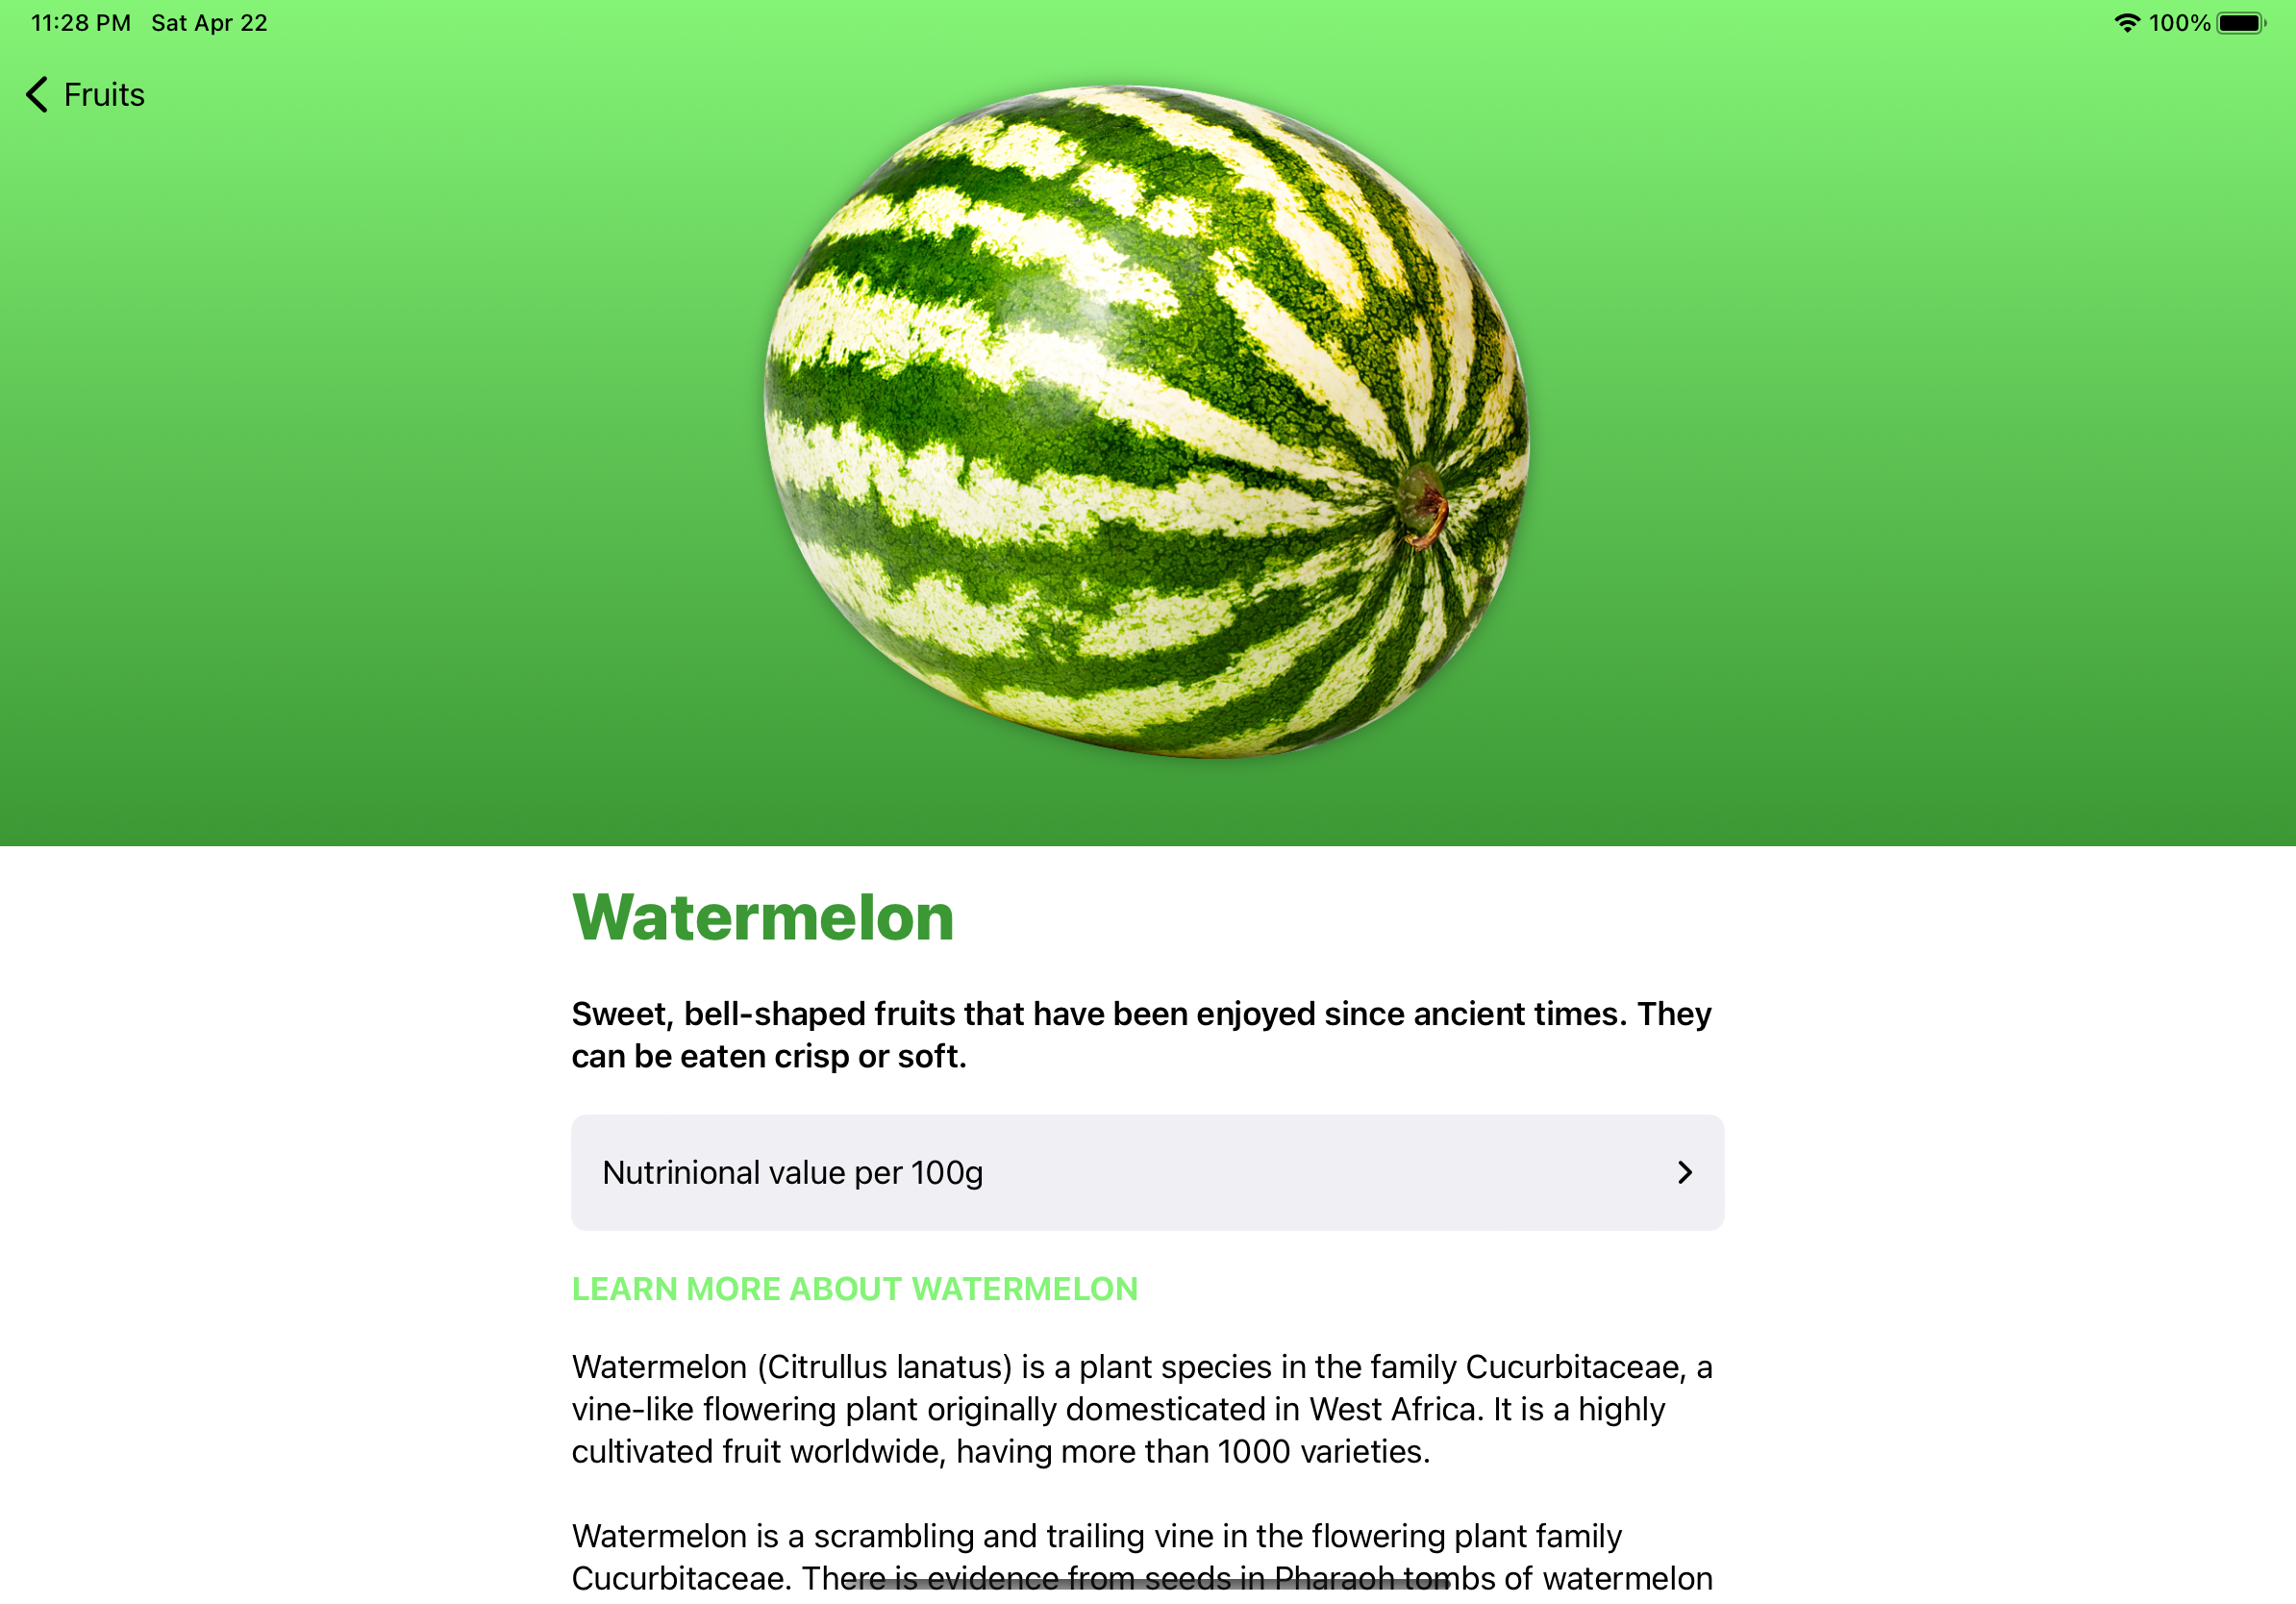 11:28 PM Sat Apr 22
100%
Fruits
Watermelon
Sweet, bell-shaped fruits that have been enjoyed since ancient times. They
can be eaten crisp or soft.
Nutrinional value per 100g
LEARN MORE ABOUT WATERMELON
Watermelon (Citrullus lanatus) is a plant species in the family Cucurbitaceae, a
vine-like flowering plant originally domesticated in West Africa. It is a highly
cultivated fruit worldwide, having more than 1000 varieties.
Watermelon is a scrambling and trailing vine in the flowering plant family
Cucurbitaceae. There is evidence from seeds in Pharaoh tombs of watermelon